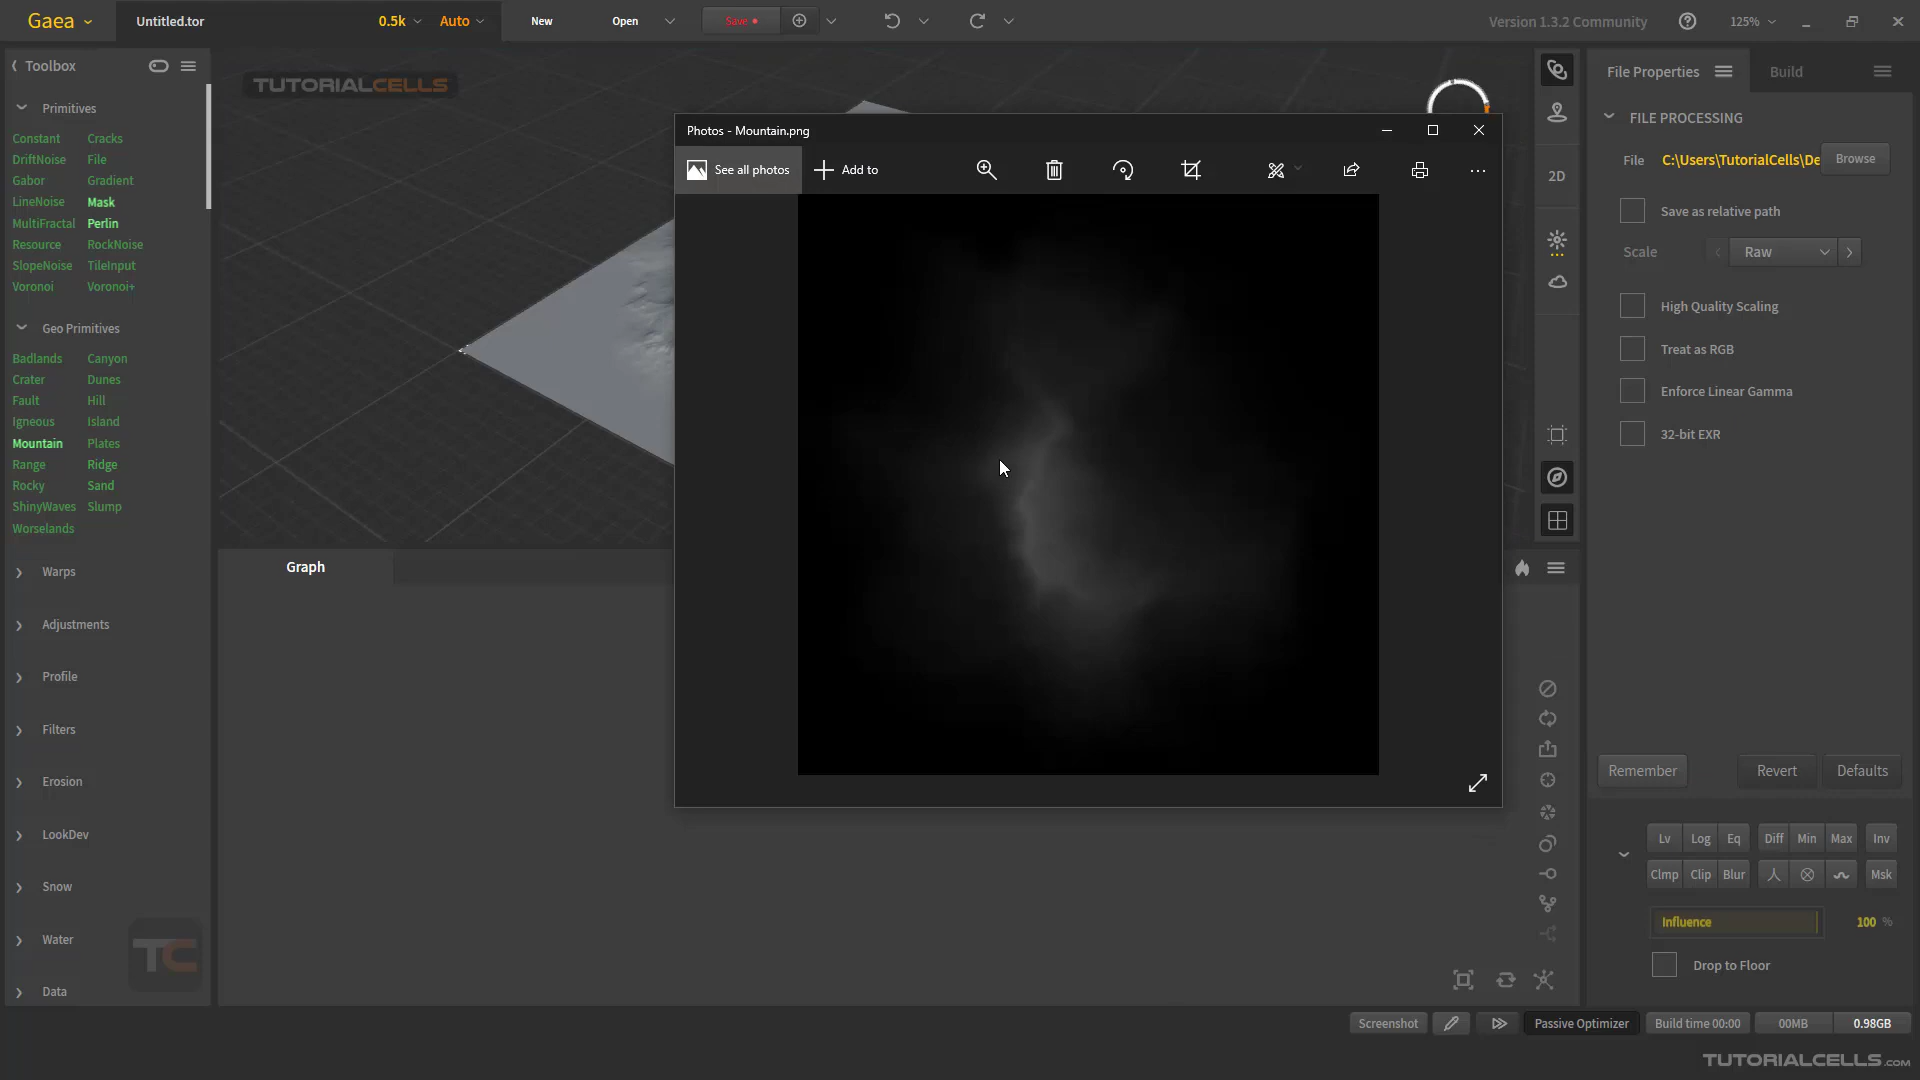 Gaea
Untitled.tor
0.5k
Auto
New
Open
Save
Version 1.3.2 Community
125%
Toolbox
TUTORIALCELLS
File Properties
Build
Primitives
Constant Cracks
DriftNoise File
Gabor Gradient
LineNoise Mask
MultiFractal Perlin
Resource RockNoise
SlopeNoise TileInput
Voronoi Voronoi+
Geo Primitives
Badlands Canyon
Crater Dunes
Fault Hill
Igneous Island
Mountain Plates
Range Ridge
Rocky Sand
ShinyWaves Slump
Worselands
Warps
Adjustments
Profile
Filters
Erosion
LookDev
Snow
Water
Data
TC
Photos - Mountain.png
See all photos
Add to
2D
Graph
FILE PROCESSING
File C:\Users\TutorialCells\De Browse
Save as relative path
Scale Raw
High Quality Scaling
Treat as RGB
Enforce Linear Gamma
32-bit EXR
Remember Revert Defaults
Lv Log Eq Diff Min Max Inv
Clmp Clip Blur Msk
Influence 100 %
Drop to Floor
Screenshot
Passive Optimizer
Build time 00:00
00MB
0.98GB
TUTORIALCELLS.COM